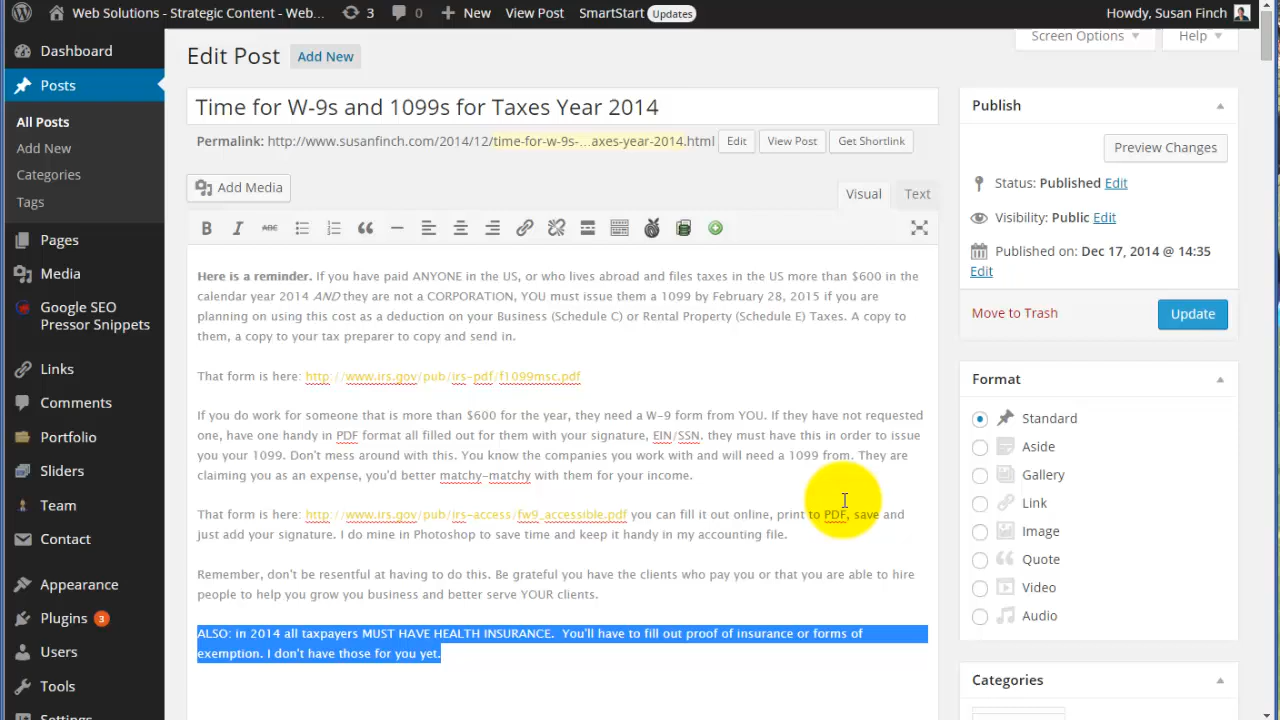 Web Solutions - Strategic Content - Web... 3 0 New View Post SmartStart Updates Howdy, Susan Finch
Screen Options Help
Dashboard
Posts
All Posts
Add New
Categories
Tags
Pages
Media
Google SEO
Pressor Snippets
Links
Comments
Portfolio
Sliders
Team
Contact
Appearance
Plugins 3
Users
Tools
Settings
Edit Post Add New
Time for W-9s and 1099s for Taxes Year 2014
Permalink: http://www.susanfinch.com/2014/12/time-for-w-9s-...axes-year-2014.html Edit View Post Get Shortlink
Add Media
Visual Text
B I ABC
Here is a reminder. If you have paid ANYONE in the US, or who lives abroad and files taxes in the US more than $600 in the
calendar year 2014 AND they are not a CORPORATION, YOU must issue them a 1099 by February 28, 2015 if you are
planning on using this cost as a deduction on your Business (Schedule C) or Rental Property (Schedule E) Taxes. A copy to
them, a copy to your tax preparer to copy and send in.
That form is here: http://www.irs.gov/pub/irs-pdf/f1099msc.pdf
If you do work for someone that is more than $600 for the year, they need a W-9 form from YOU. If they have not requested
one, have one handy in PDF format all filled out for them with your signature, EIN/SSN. they must have this in order to issue
you your 1099. Don't mess around with this. You know the companies you work with and will need a 1099 from. They are
claiming you as an expense, you'd better matchy-matchy with them for your income.
That form is here: http://www.irs.gov/pub/irs-access/fw9_accessible.pdf you can fill it out online, print to PDF, save and
just add your signature. I do mine in Photoshop to save time and keep it handy in my accounting file.
Remember, don't be resentful at having to do this. Be grateful you have the clients who pay you or that you are able to hire
people to help you grow you business and better serve YOUR clients.
ALSO: in 2014 all taxpayers MUST HAVE HEALTH INSURANCE.  You'll have to fill out proof of insurance or forms of
exemption. I don't have those for you yet.
Publish
Preview Changes
Status: Published Edit
Visibility: Public Edit
Published on: Dec 17, 2014 @ 14:35
Edit
Move to Trash Update
Format
Standard
Aside
Gallery
Link
Image
Quote
Video
Audio
Categories